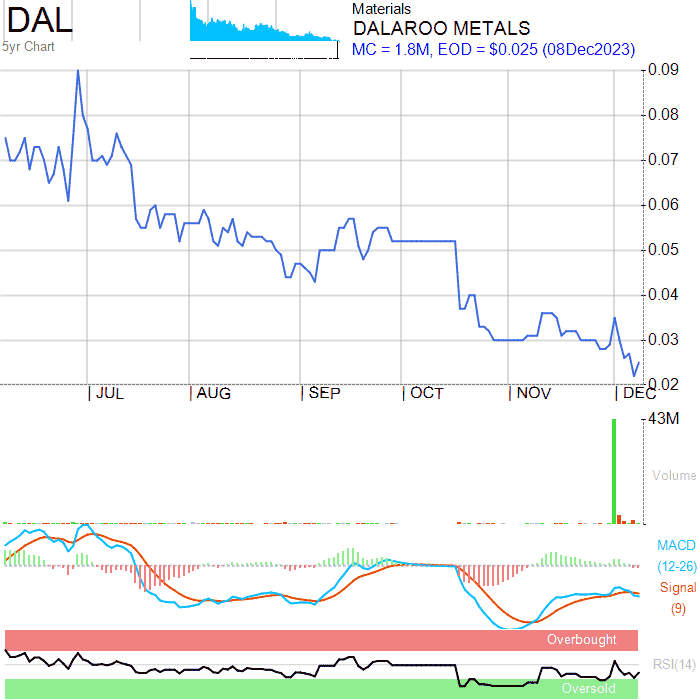 DAL
5yr Chart
Materials
DALAROO METALS
MC = 1.8M, EOD = $0.025 (08Dec2023)
0.09
0.08
0.07
0.06
0.05
0.04
0.03
0.02
JUL AUG SEP OCT NOV DEC
43M
Volume
MACD
(12-26)
Signal
(9)
Overbought
RSI(14)
Oversold